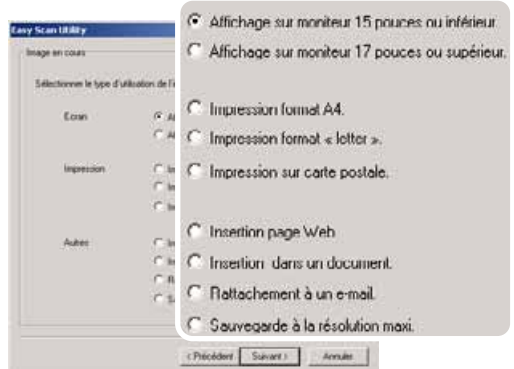 Easy Scan Utility
Image en cours
Sélectionner le type d'utilisation de l'i
Ecran
Affichage sur moniteur 15 pouces ou inférieur.
Affichage sur moniteur 17 pouces ou supérieur.
Impression
Impression format A4.
Impression format « letter ».
Impression sur carte postale.
Autres
Insertion page Web
Insertion dans un document.
Rattachement à un e-mail.
Sauvegarde à la résolution maxi.
< Précédent Suivant > Annuler